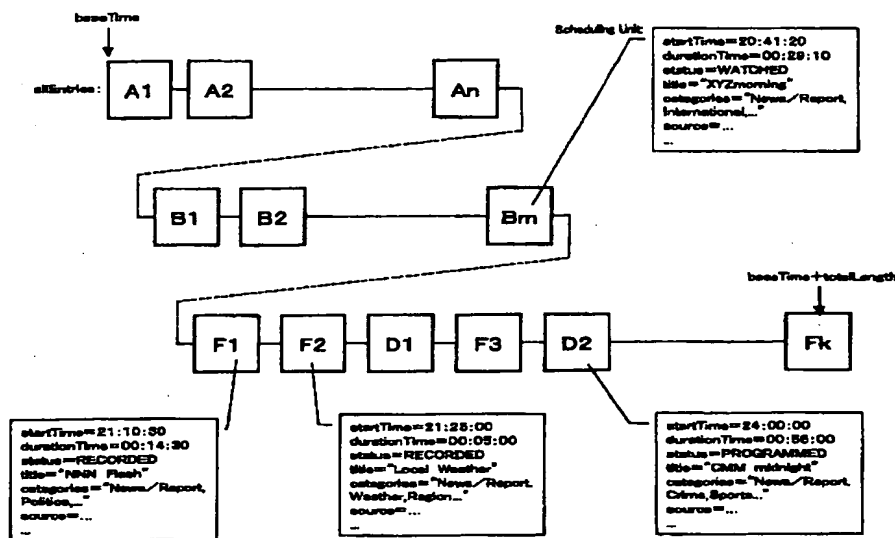 baseTime
allEntries:
A1
A2
An
Scheduling Unit
startTime=20:41:20
durationTime=00:29:10
status=WATCHED
title="XYZmorning"
categories="News/Report,
International,..."
source=...
...
B1
B2
Bm
baseTime+totalLength
F1
F2
D1
F3
D2
Fk
startTime=21:10:30
durationTime=00:14:30
status=RECORDED
title="NNN Flash"
categories="News/Report,
Politics,..."
source=...
...
startTime=21:25:00
durationTime=00:05:00
status=RECORDED
title="Local Weather"
categories="News/Report,
Weather,Region..."
source=...
...
startTime=24:00:00
durationTime=00:56:00
status=PROGRAMMED
title="CMM midnight"
categories="News/Report,
Crime,Sports..."
source=...
...